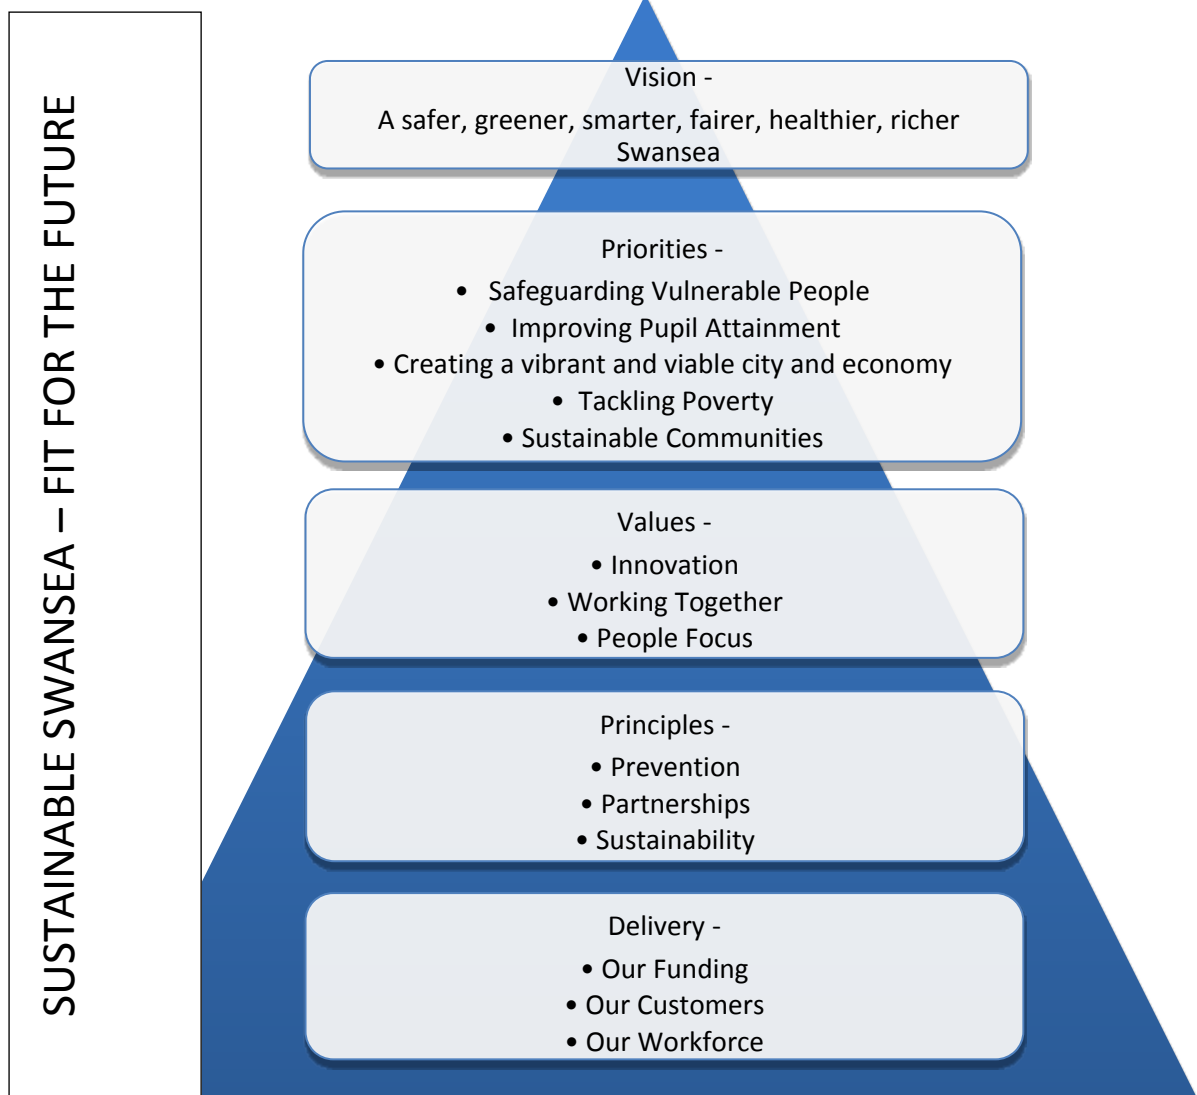 SUSTAINABLE SWANSEA – FIT FOR THE FUTURE
Vision -
A safer, greener, smarter, fairer, healthier, richer
Swansea
Priorities -
• Safeguarding Vulnerable People
• Improving Pupil Attainment
• Creating a vibrant and viable city and economy
• Tackling Poverty
• Sustainable Communities
Values -
• Innovation
• Working Together
• People Focus
Principles -
• Prevention
• Partnerships
• Sustainability
Delivery -
• Our Funding
• Our Customers
• Our Workforce